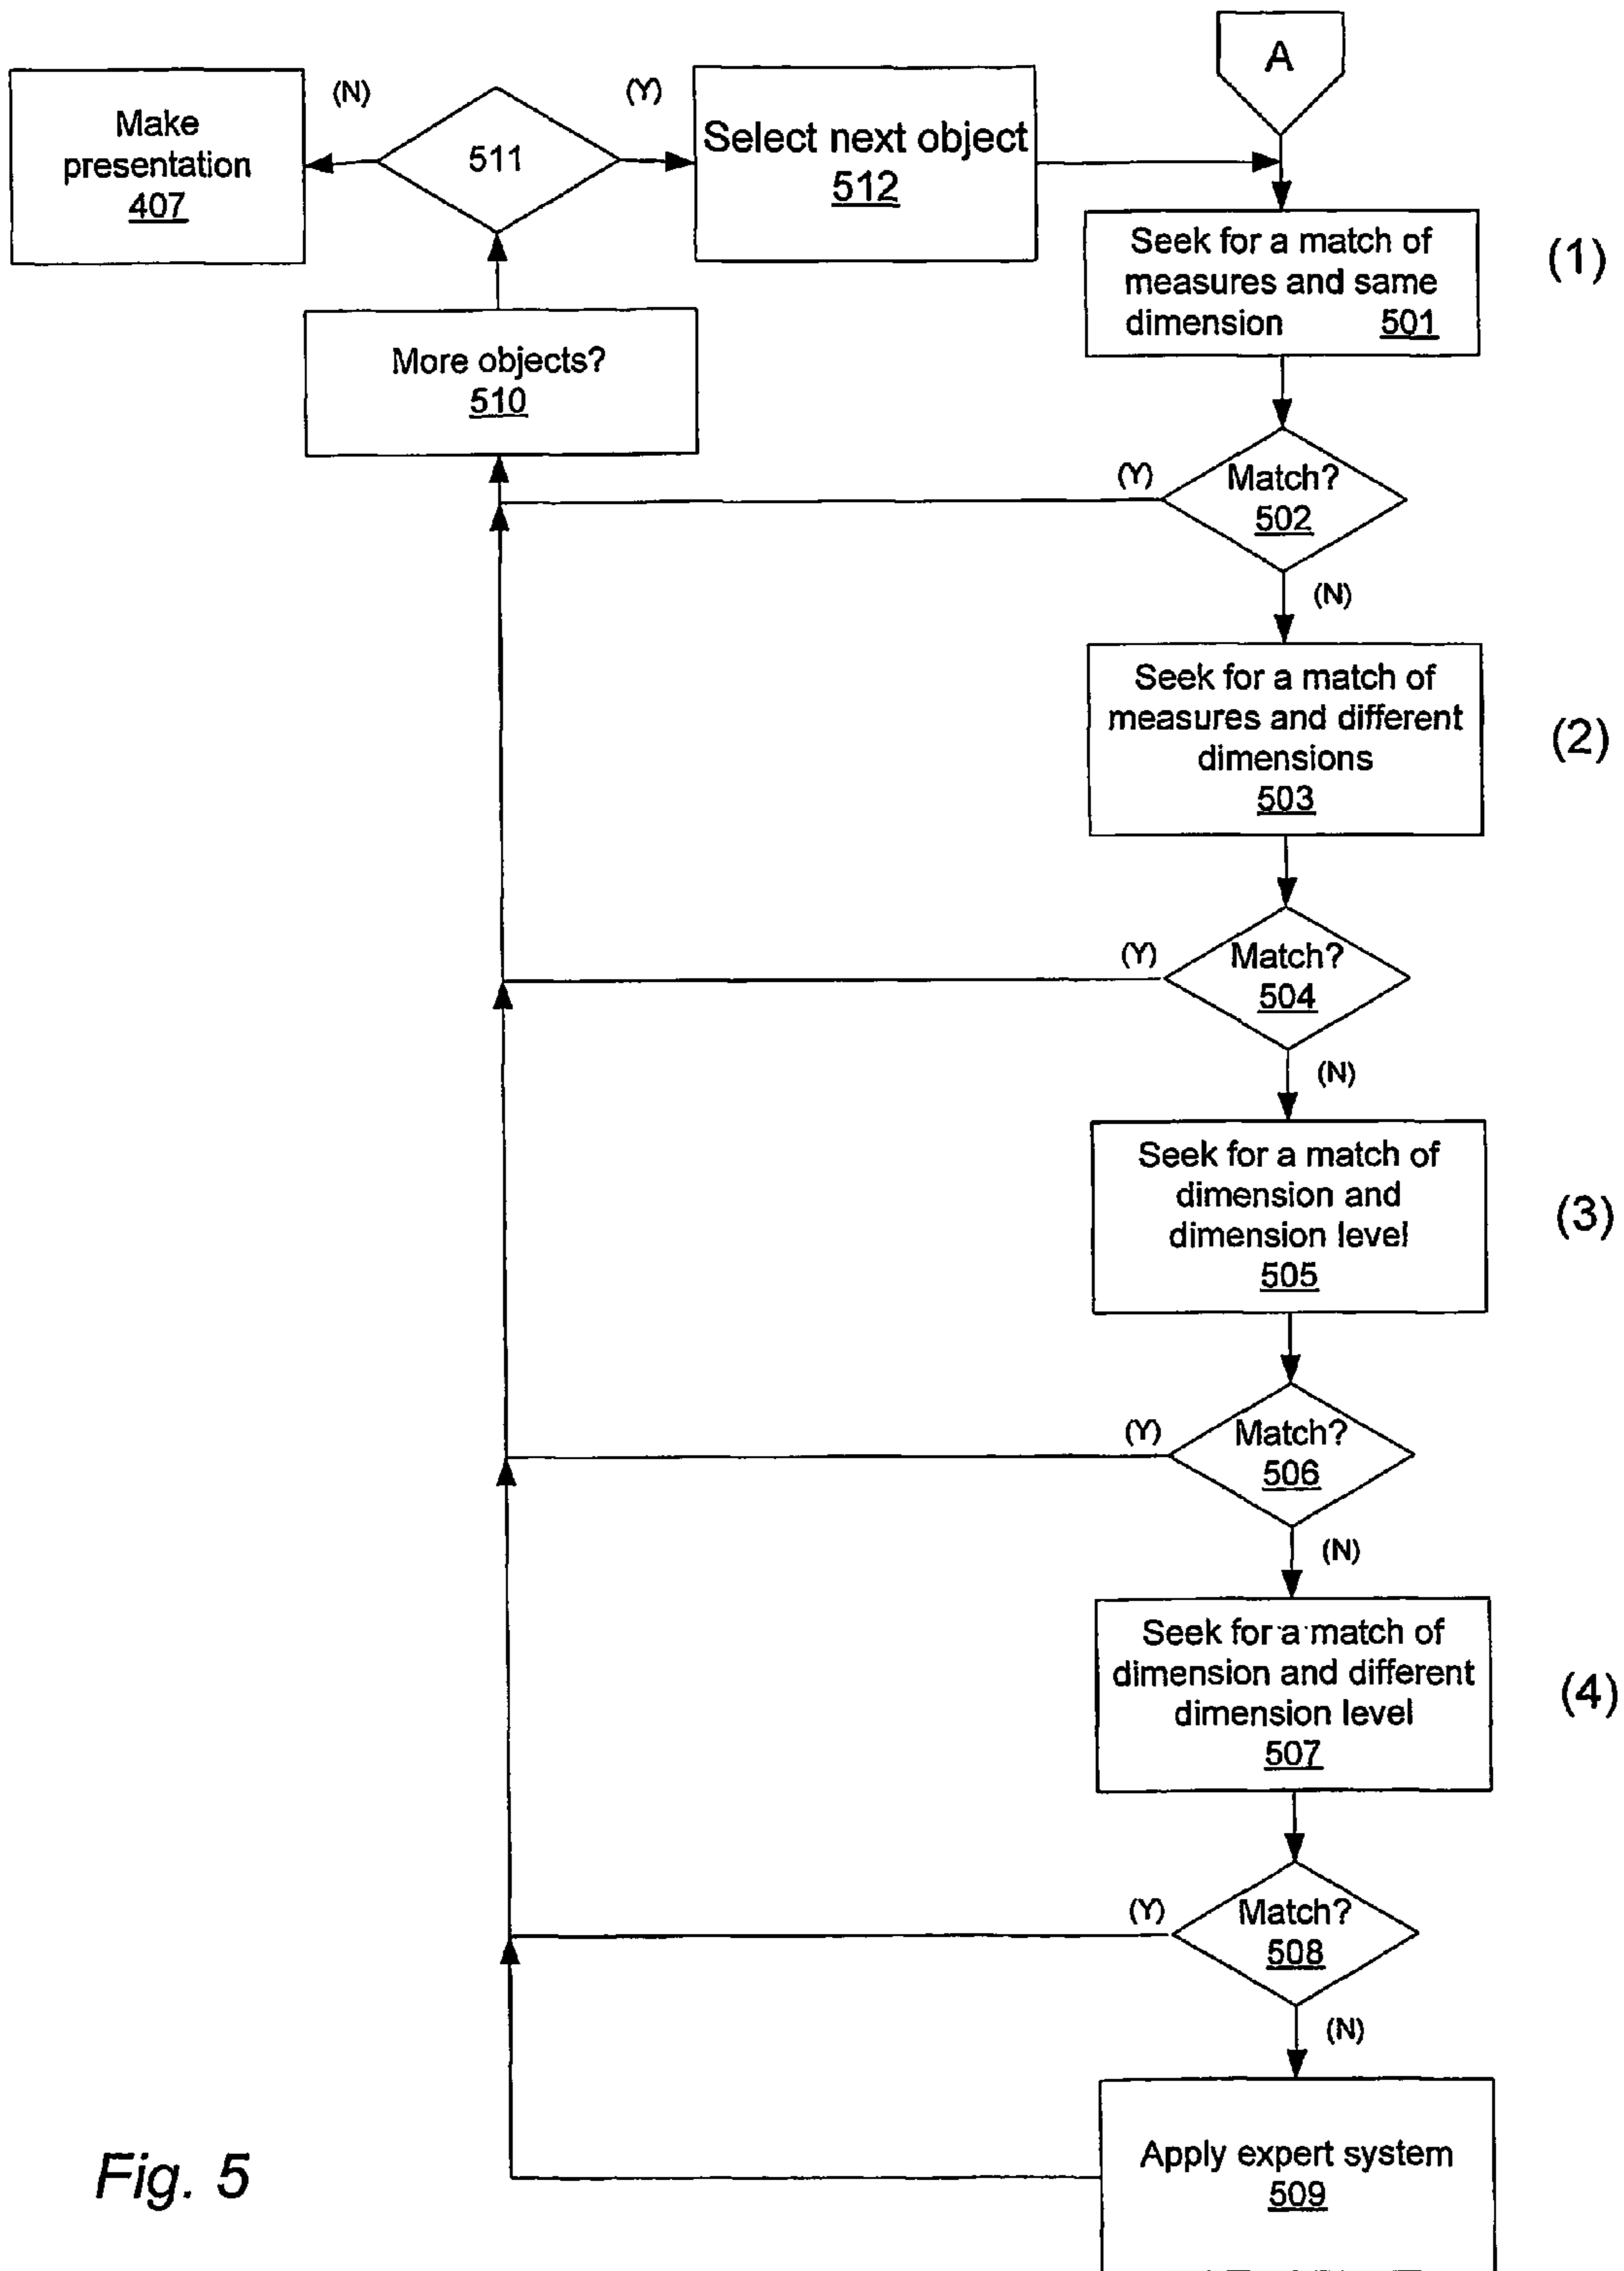 A
Make
presentation
407
(N)
511
(Y)
Select next object
512
Seek for a match of
measures and same
dimension 501
(1)
More objects?
510
(Y)
Match?
502
(N)
Seek for a match of
measures and different
dimensions
503
(2)
(Y)
Match?
504
(N)
Seek for a match of
dimension and
dimension level
505
(3)
(Y)
Match?
506
(N)
Seek for a match of
dimension and different
dimension level
507
(4)
(Y)
Match?
508
(N)
Apply expert system
509
Fig. 5